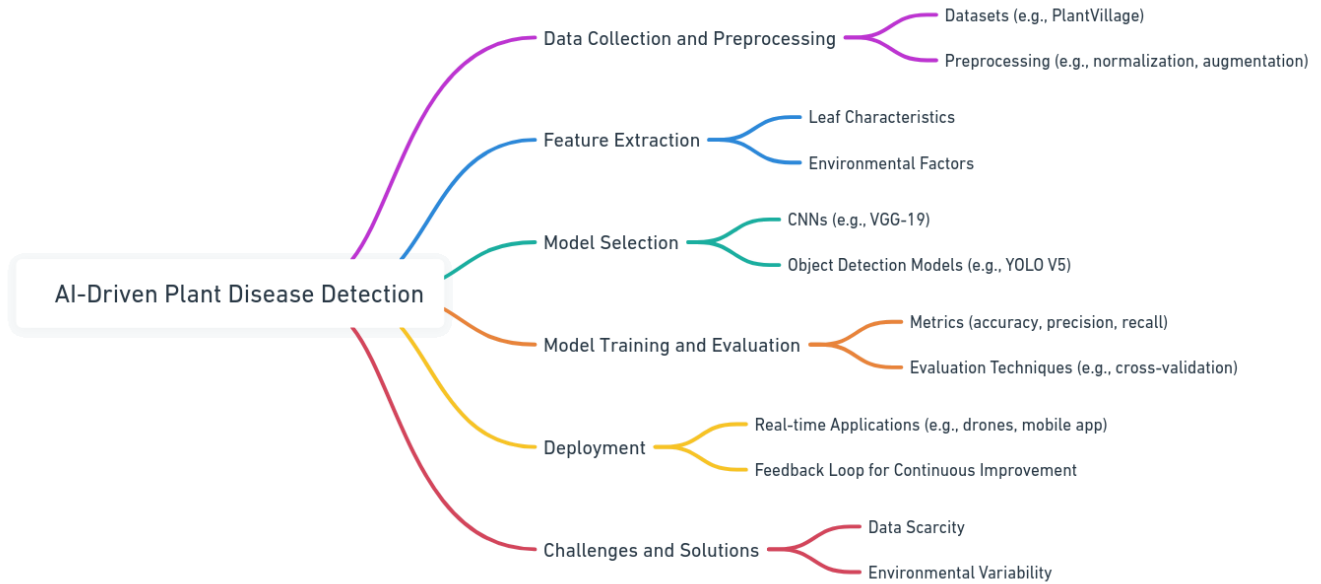 AI-Driven Plant Disease Detection
Data Collection and Preprocessing
Datasets (e.g., PlantVillage)
Preprocessing (e.g., normalization, augmentation)
Feature Extraction
Leaf Characteristics
Environmental Factors
Model Selection
CNNs (e.g., VGG-19)
Object Detection Models (e.g., YOLO V5)
Model Training and Evaluation
Metrics (accuracy, precision, recall)
Evaluation Techniques (e.g., cross-validation)
Deployment
Real-time Applications (e.g., drones, mobile app)
Feedback Loop for Continuous Improvement
Challenges and Solutions
Data Scarcity
Environmental Variability